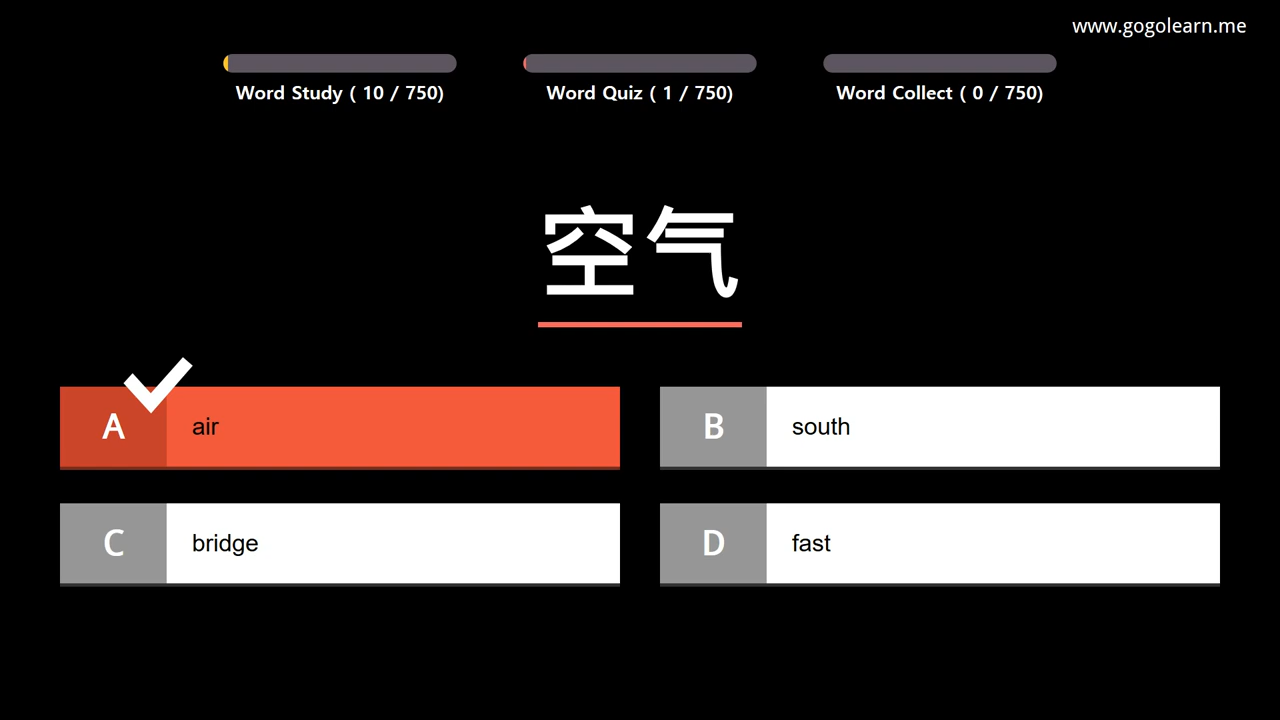 www.gogolearn.me
Word Study ( 10 / 750)
Word Quiz ( 1 / 750)
Word Collect ( 0 / 750)
空气
A air
B south
C bridge
D fast